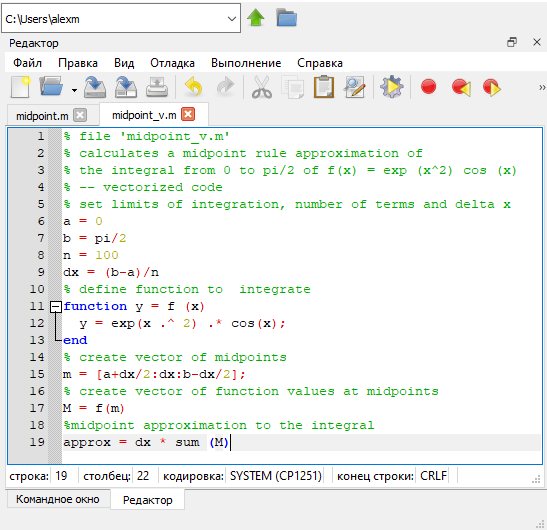 C:\Users\alexm
Редактор
Файл Правка Вид Отладка Выполнение Справка
midpoint.m midpoint_v.m
1 % file 'midpoint_v.m'
2 % calculates a midpoint rule approximation of
3 % the integral from 0 to pi/2 of f(x) = exp (x^2) cos (x)
4 % -- vectorized code
5 % set limits of integration, number of terms and delta x
6 a = 0
7 b = pi/2
8 n = 100
9 dx = (b-a)/n
10 % define function to  integrate
11 function y = f (x)
12   y = exp(x .^ 2) .* cos(x);
13 end
14 % create vector of midpoints
15 m = [a+dx/2:dx:b-dx/2];
16 % create vector of function values at midpoints
17 M = f(m)
18 %midpoint approximation to the integral
19 approx = dx * sum (M)
строка: 19 столбец: 22 кодировка: SYSTEM (CP1251) конец строки: CRLF
Командное окно Редактор